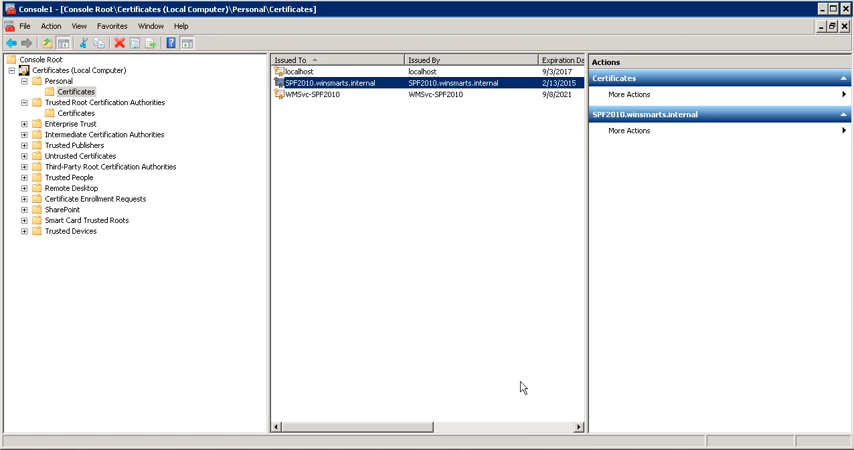 Console1 - [Console Root\Certificates (Local Computer)\Personal\Certificates]
File Action View Favorites Window Help
Console Root
Certificates (Local Computer)
Personal
Certificates
Trusted Root Certification Authorities
Certificates
Enterprise Trust
Intermediate Certification Authorities
Trusted Publishers
Untrusted Certificates
Third-Party Root Certification Authorities
Trusted People
Remote Desktop
Certificate Enrollment Requests
SharePoint
Smart Card Trusted Roots
Trusted Devices
Issued To Issued By Expiration Da
localhost localhost 9/3/2017
SPF2010.winsmarts.internal SPF2010.winsmarts.internal 2/13/2015
WMSvc-SPF2010 WMSvc-SPF2010 9/8/2021
Actions
Certificates
More Actions
SPF2010.winsmarts.internal
More Actions